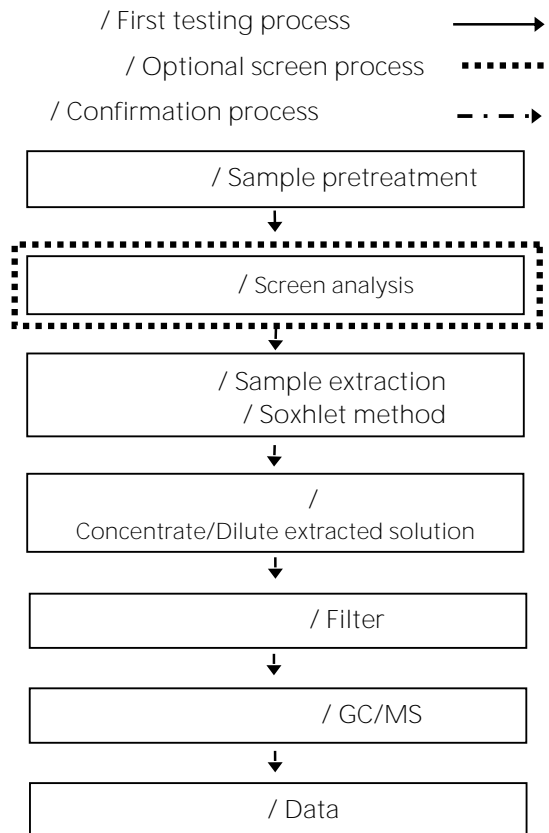 / First testing process
/ Optional screen process
/ Confirmation process
/ Sample pretreatment
/ Screen analysis
/ Sample extraction
/ Soxhlet method
/
Concentrate/Dilute extracted solution
/ Filter
/ GC/MS
/ Data